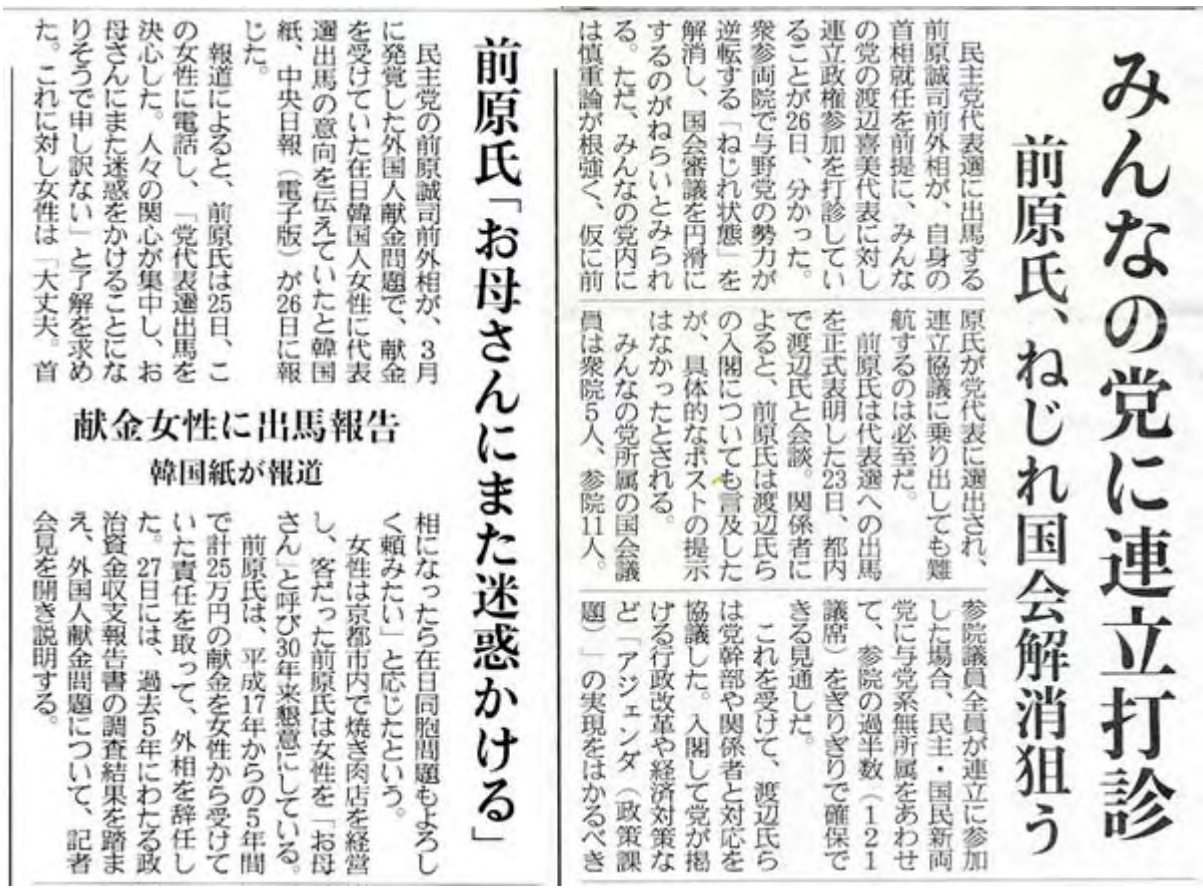 みんなの党に連立打診
前原氏、ねじれ国会解消狙う
民主党代表選に出馬する
前原誠司前外相が、自身の
首相就任を前提に、みんな
の党の渡辺喜美代表に対し
連立政権参加を打診してい
ることが26日、分かった。
衆参両院で与野党の勢力が
逆転する「ねじれ状態」を
解消し、国会審議を円滑に
するのがねらいとみられ
る。ただ、みんなの党内に
は慎重論が根強く、仮に前
原氏が党代表に選出され、
連立協議に乗り出しても難
航するのは必至だ。
前原氏は代表選への出馬
を正式表明した23日、都内
で渡辺氏と会談。関係者に
よると、前原氏は渡辺氏ら
の入閣についても言及した
が、具体的なポストの提示
はなかったとされる。
みんなの党所属の国会議
員は衆院5人、参院11人。
参院議員全員が連立に参加
した場合、民主・国民新両
党に与党系無所属をあわせ
て、参院の過半数（121
議席）をぎりぎりで確保で
きる見通しだ。
これを受けて、渡辺氏ら
は党幹部や関係者と対応を
協議した。入閣して党が掲
げる行政改革や経済対策な
ど「アジェンダ（政策課
題）」の実現をはかるべき
前原氏「お母さんにまた迷惑かける」
献金女性に出馬報告
韓国紙が報道
民主党の前原誠司前外相が、3月
に発覚した外国人献金問題で、献金
を受けていた在日韓国人女性に代表
選出馬の意向を伝えていたと韓国
紙、中央日報（電子版）が26日に報
じた。
報道によると、前原氏は25日、こ
の女性に電話し、「党代表選出馬を
決心した。人々の関心が集中し、お
母さんにまた迷惑をかけることにな
りそうで申し訳ない」と了解を求め
た。これに対し女性は「大丈夫。首
相になったら在日同胞問題もよろし
く頼みたい」と応じたという。
女性は京都市内で焼き肉店を経営
し、客だった前原氏は女性を「お母
さん」と呼び30年来懇意にしている。
前原氏は、平成17年からの5年間
で計25万円の献金を女性から受けて
いた責任を取って、外相を辞任し
た。27日には、過去5年にわたる政
治資金収支報告書の調査結果を踏ま
え、外国人献金問題について、記者
会見を開き説明する。